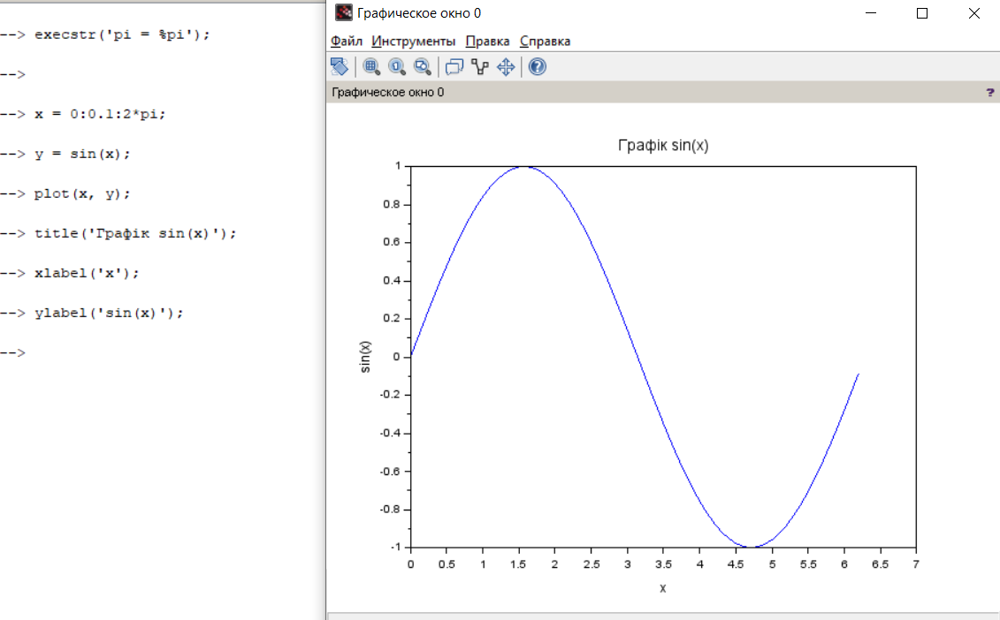 --> execstr('pi = %pi');
-->
--> x = 0:0.1:2*pi;
--> y = sin(x);
--> plot(x, y);
--> title('Графік sin(x)');
--> xlabel('x');
--> ylabel('sin(x)');
-->
Графическое окно 0
Файл Инструменты Правка Справка
Графическое окно 0 ?
Графік sin(x)
1
0.8
0.6
0.4
0.2
0
-0.2
-0.4
-0.6
-0.8
-1
sin(x)
0 0.5 1 1.5 2 2.5 3 3.5 4 4.5 5 5.5 6 6.5 7
x